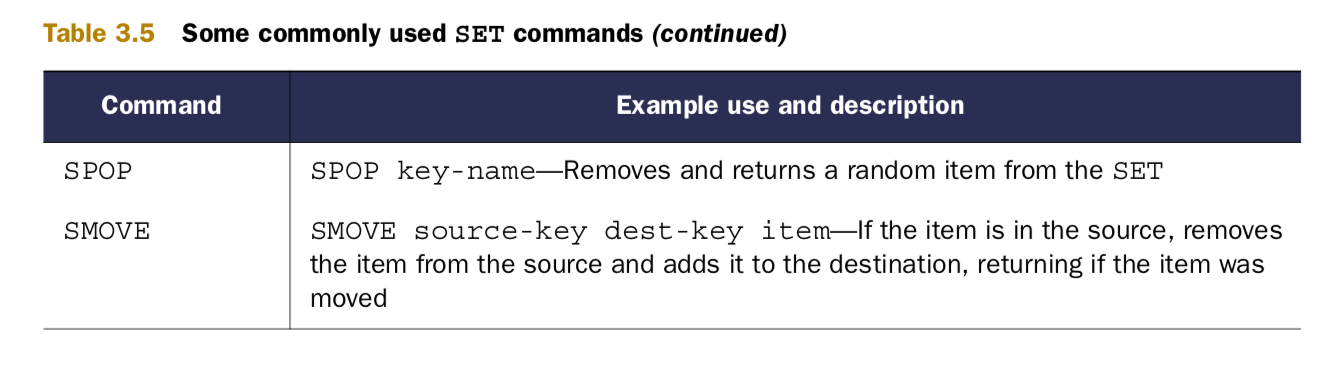 Table 3.5 Some commonly used SET commands (continued)
Command Example use and description
SPOP SPOP key-name—Removes and returns a random item from the SET
SMOVE SMOVE source-key dest-key item—If the item is in the source, removes
the item from the source and adds it to the destination, returning if the item was
moved